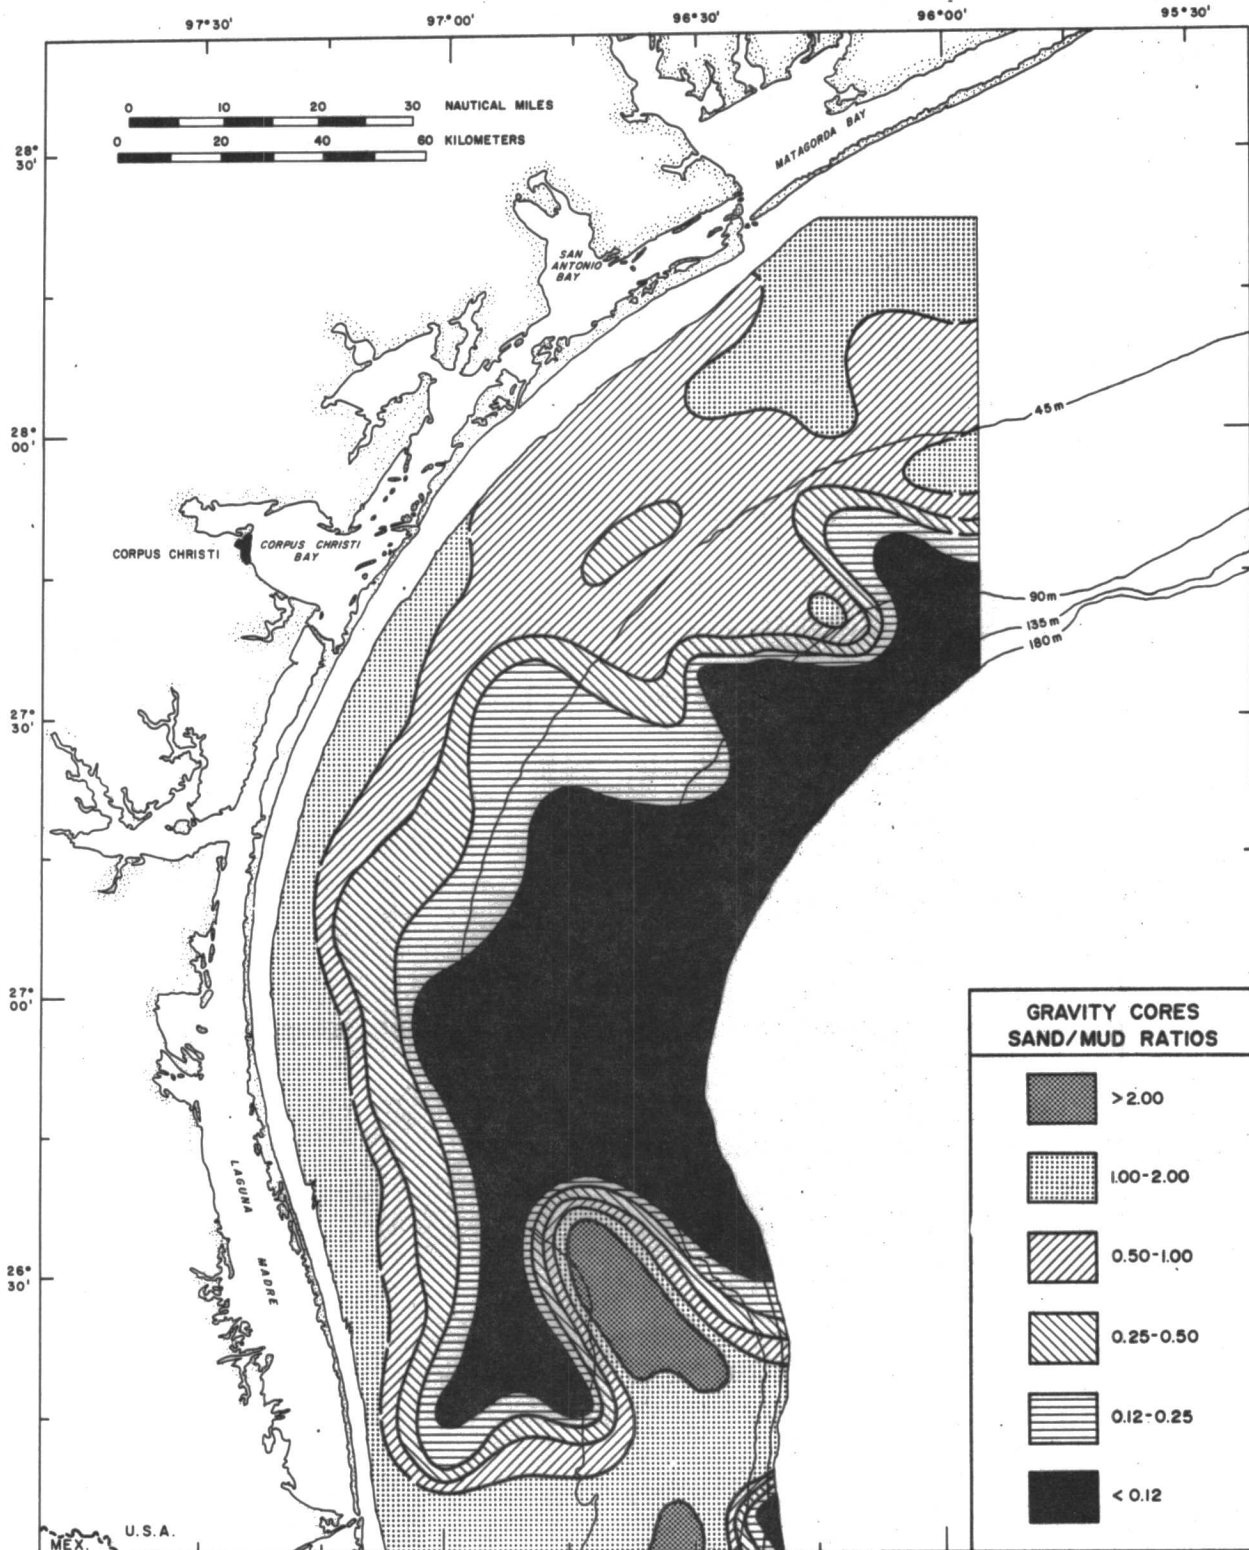 97°30'
97°00'
96°30'
96°00'
95°30'
0 10 20 30 NAUTICAL MILES
0 20 40 60 KILOMETERS
28°
30'
MATAGORDA BAY
SAN
ANTONIO
BAY
45m
28°
00'
CORPUS CHRISTI
CORPUS CHRISTI
BAY
90m
135m
180m
27°
30'
27°
00'
GRAVITY CORES
SAND/MUD RATIOS
>2.00
1.00-2.00
0.50-1.00
0.25-0.50
0.12-0.25
<0.12
LAGUNA
MADRE
26°
30'
U.S.A.
MEX.